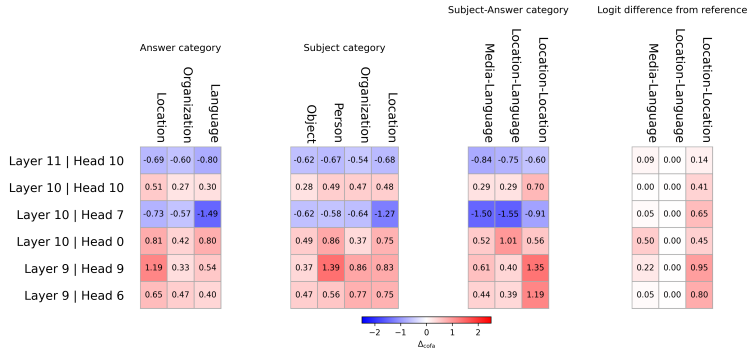 Subject-Answer category
Logit difference from reference
Answer category
Subject category
Location
Organization
Language
Object
Person
Organization
Location
Media-Language
Location-Language
Location-Location
Media-Language
Location-Language
Location-Location
Layer 11 | Head 10
-0.69 -0.60 -0.80
-0.62 -0.67 -0.54 -0.68
-0.84 -0.75 -0.60
0.09 0.00 0.14
Layer 10 | Head 10
0.51 0.27 0.30
0.28 0.49 0.47 0.48
0.29 0.29 0.70
0.00 0.00 0.41
Layer 10 | Head 7
-0.73 -0.57 -1.49
-0.62 -0.58 -0.64 -1.27
-1.50 -1.55 -0.91
0.05 0.00 0.65
Layer 10 | Head 0
0.81 0.42 0.80
0.49 0.86 0.37 0.75
0.52 1.01 0.56
0.50 0.00 0.45
Layer 9 | Head 9
1.19 0.33 0.54
0.37 1.39 0.86 0.83
0.61 0.40 1.35
0.22 0.00 0.95
Layer 9 | Head 6
0.65 0.47 0.40
0.47 0.56 0.77 0.75
0.44 0.39 1.19
0.05 0.00 0.80
−2 −1 0 1 2
Δcofa